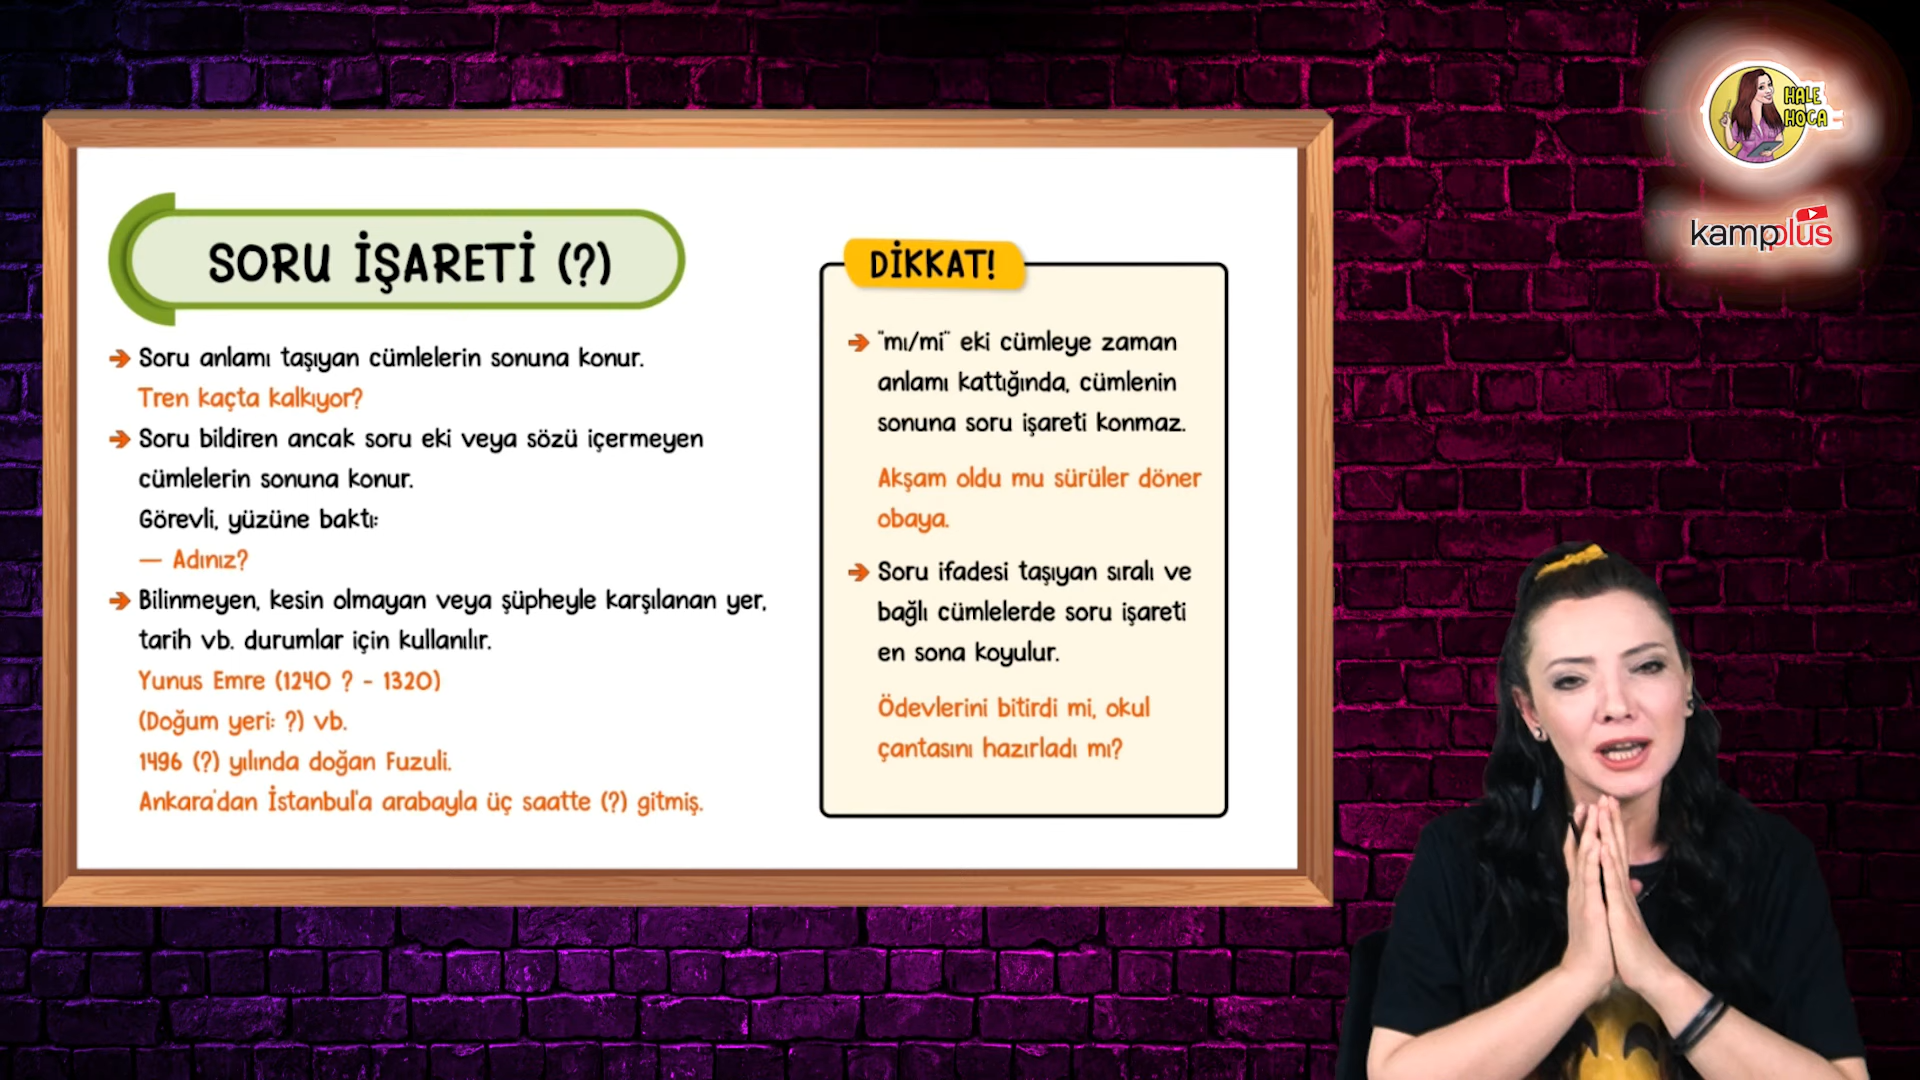 SORU İŞARETİ (?)
Soru anlamı taşıyan cümlelerin sonuna konur.
Tren kaçta kalkıyor?
Soru bildiren ancak soru eki veya sözü içermeyen
cümlelerin sonuna konur.
Görevli, yüzüne baktı:
— Adınız?
Bilinmeyen, kesin olmayan veya şüpheyle karşılanan yer,
tarih vb. durumlar için kullanılır.
Yunus Emre (1240 ? - 1320)
(Doğum yeri: ?) vb.
1496 (?) yılında doğan Fuzuli.
Ankara'dan İstanbul'a arabayla üç saatte (?) gitmiş.
DİKKAT!
"mı/mi" eki cümleye zaman
anlamı kattığında, cümlenin
sonuna soru işareti konmaz.
Akşam oldu mu sürüler döner
obaya.
Soru ifadesi taşıyan sıralı ve
bağlı cümlelerde soru işareti
en sona koyulur.
Ödevlerini bitirdi mi, okul
çantasını hazırladı mı?
HALE
HOCA
kampplus